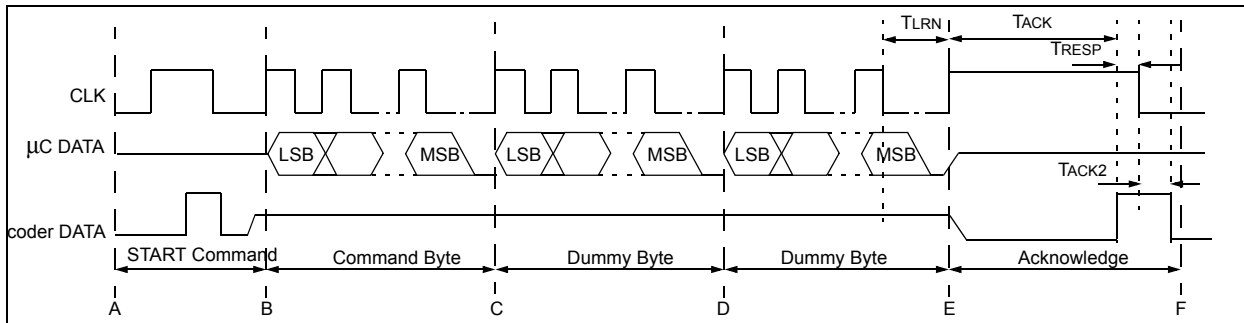 TLRN
TACK
TRESP
CLK
μC DATA
LSB MSB LSB MSB LSB MSB
TACK2
coder DATA
START Command Command Byte Dummy Byte Dummy Byte Acknowledge
A B C D E F